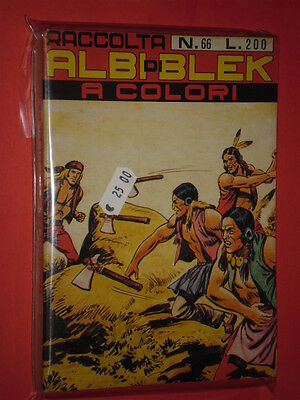 RACCOLTA N. 66 L. 200
ALBI DI BLEK
A COLORI
€ 25 00